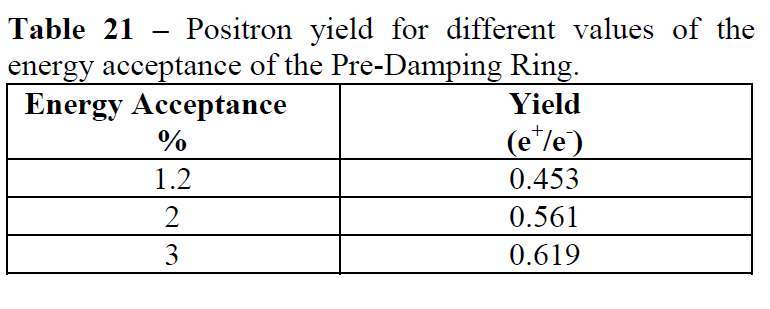 Table 21 – Positron yield for different values of the
energy acceptance of the Pre-Damping Ring.
Energy Acceptance Yield
% (e⁺/e⁻)
1.2 0.453
2 0.561
3 0.619